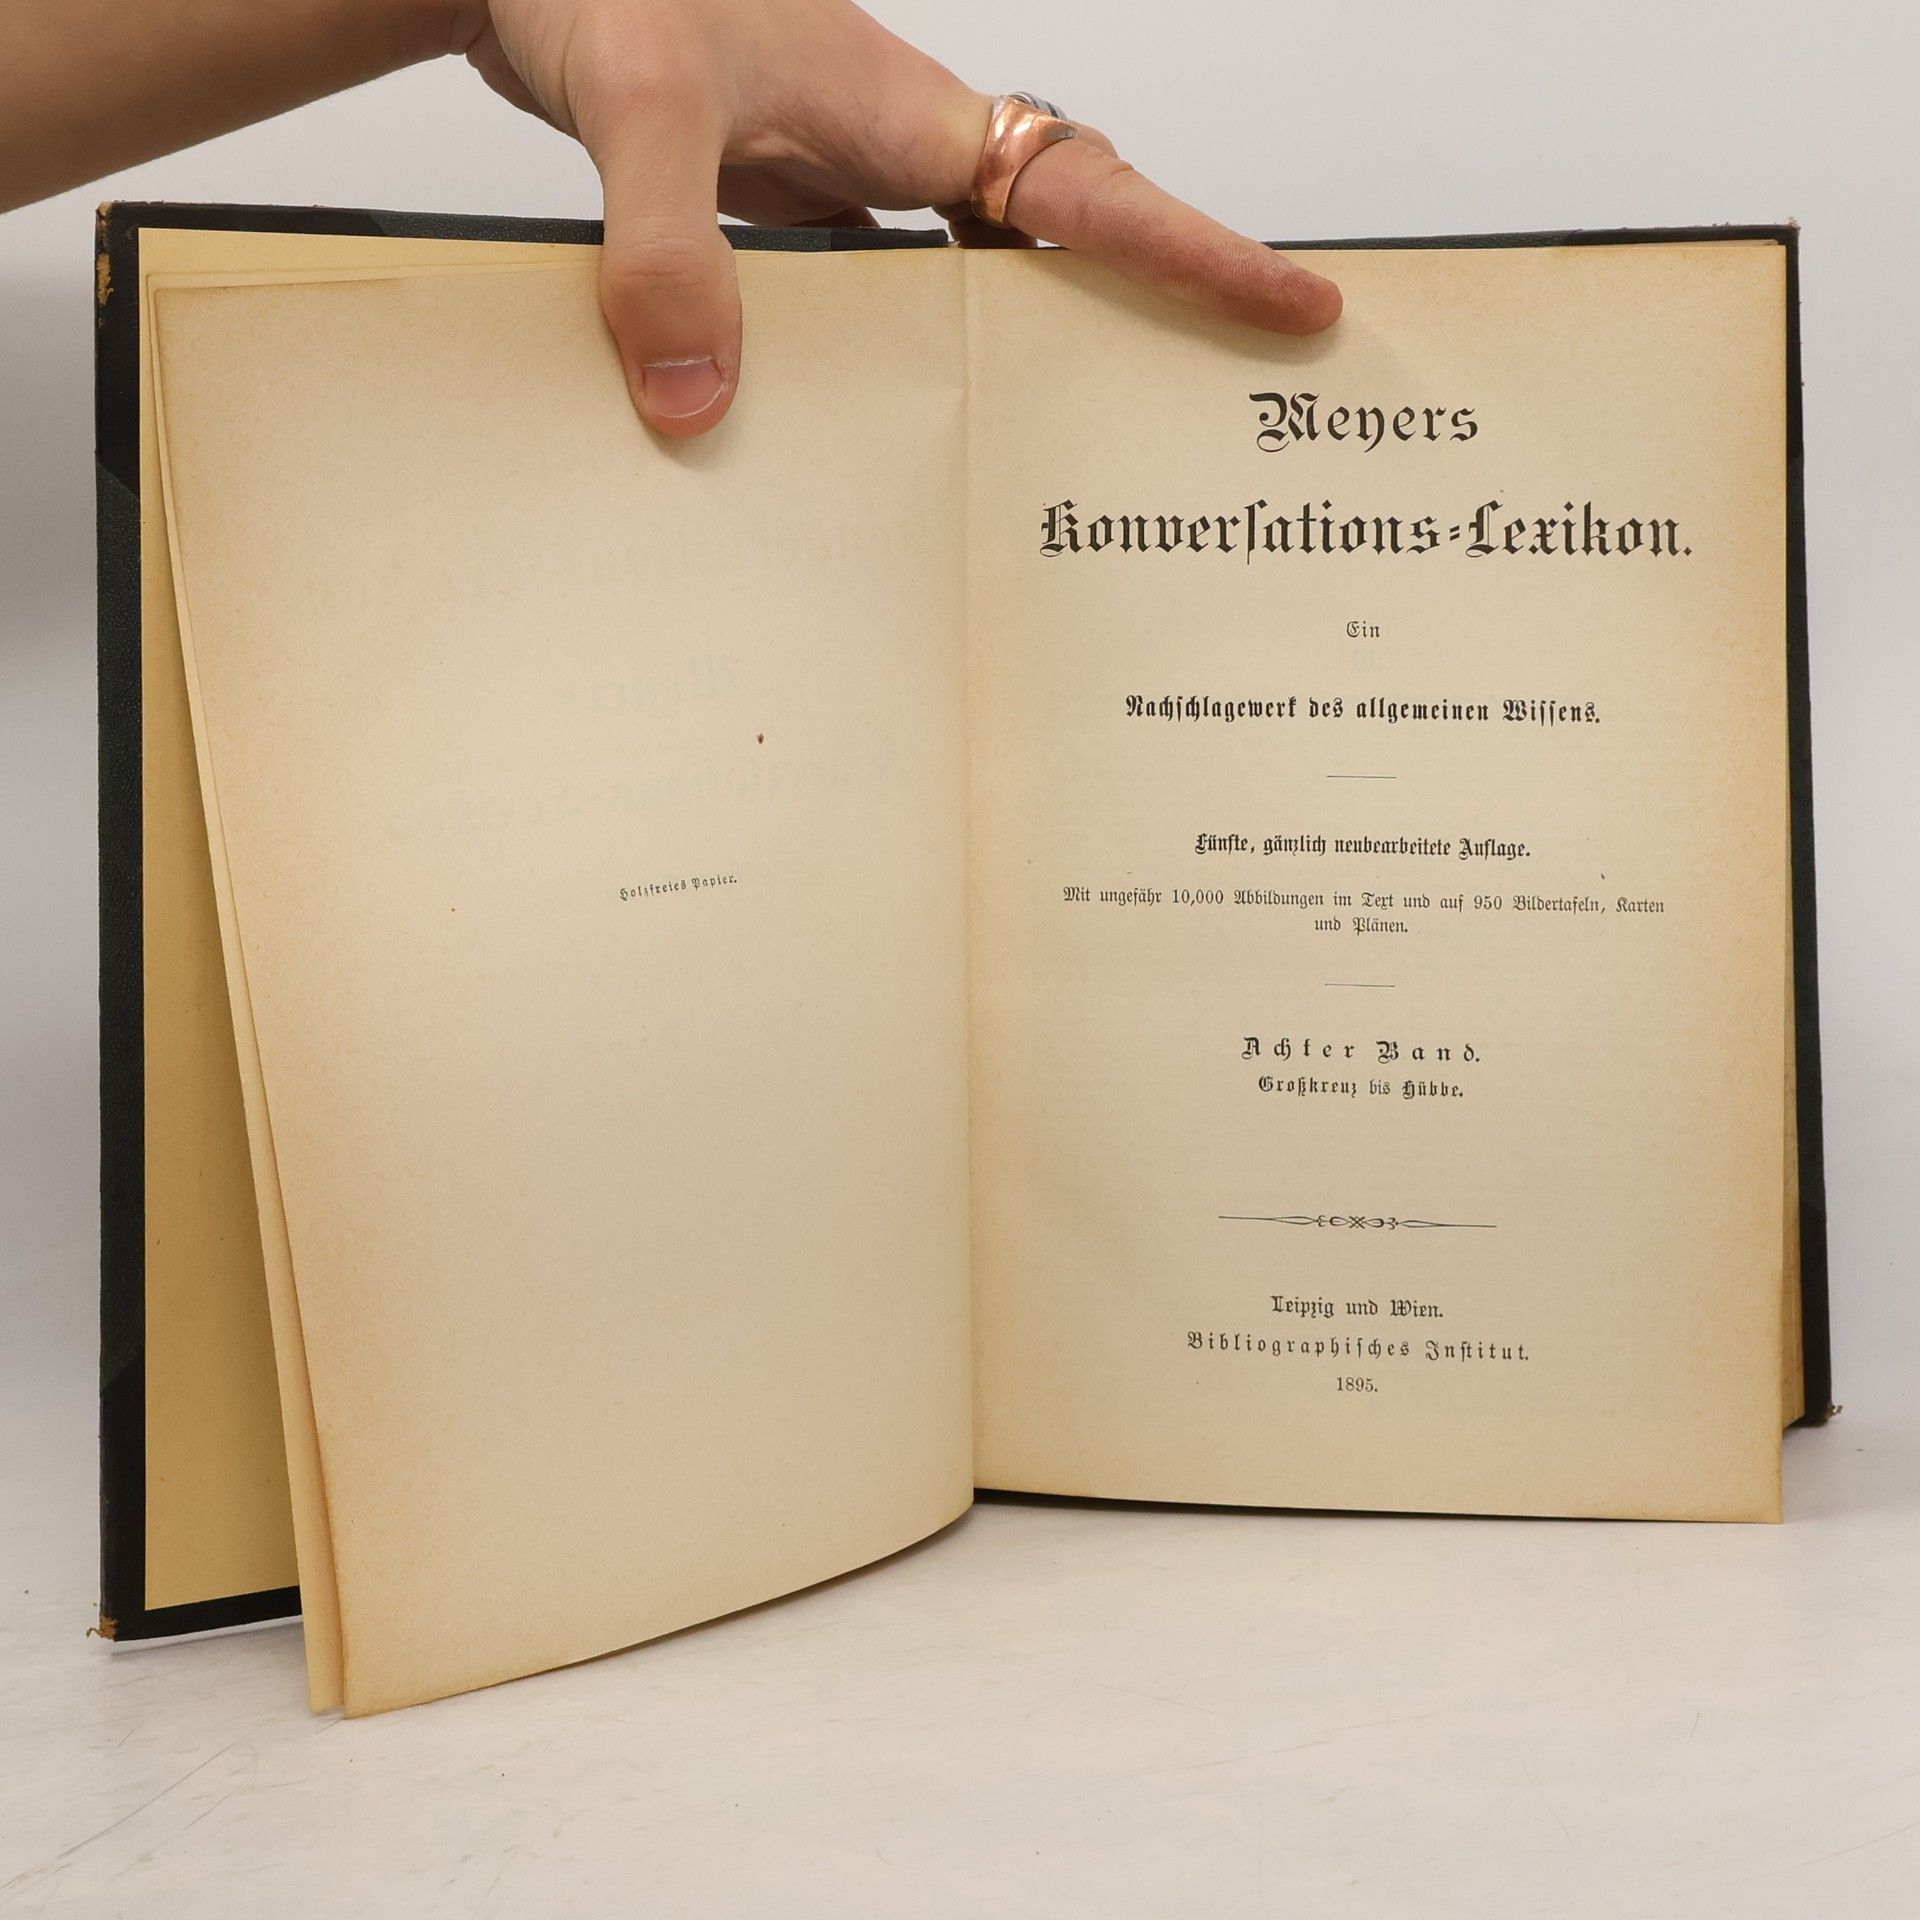 Holzfreies Papier.
Meyers
Konverſations-Lexikon.
Ein
Nachſchlagewerk des allgemeinen Wiſſens.
Fünfte, gänzlich neubearbeitete Auflage.
Mit ungefähr 10,000 Abbildungen im Text und auf 950 Bildertafeln, Karten
und Plänen.
Achter Band.
Großkreuz bis Hübbe.
Leipzig und Wien.
Bibliographiſches Inſtitut.
1895.